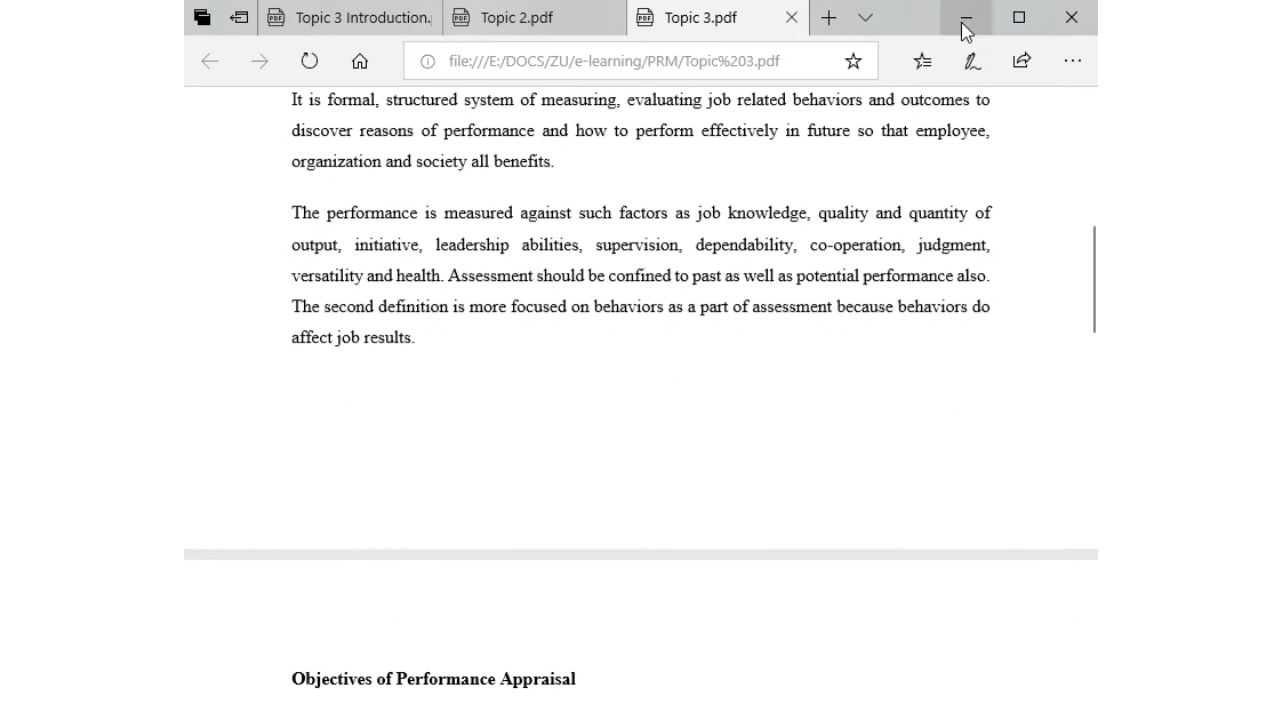 Topic 3 Introduction.
Topic 2.pdf
Topic 3.pdf
file:///E:/DOCS/ZU/e-learning/PRM/Topic%203.pdf
It is formal, structured system of measuring, evaluating job related behaviors and outcomes to
discover reasons of performance and how to perform effectively in future so that employee,
organization and society all benefits.
The performance is measured against such factors as job knowledge, quality and quantity of
output, initiative, leadership abilities, supervision, dependability, co-operation, judgment,
versatility and health. Assessment should be confined to past as well as potential performance also.
The second definition is more focused on behaviors as a part of assessment because behaviors do
affect job results.
Objectives of Performance Appraisal